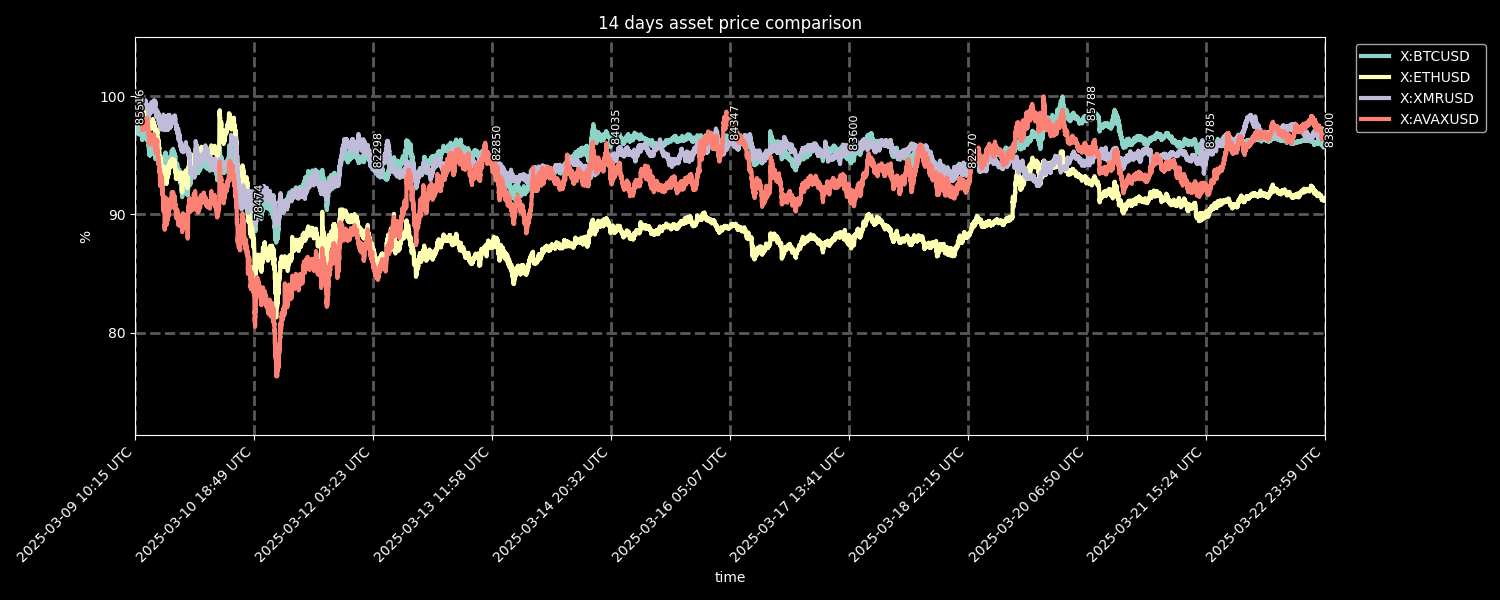 14 days asset price comparison
X:BTCUSD
X:ETHUSD
X:XMRUSD
X:AVAXUSD
100
90
80
%
85516
78474
82298
82850
84035
84347
83600
82270
85788
83785
83800
2025-03-09 10:15 UTC
2025-03-10 18:49 UTC
2025-03-12 03:23 UTC
2025-03-13 11:58 UTC
2025-03-14 20:32 UTC
2025-03-16 05:07 UTC
2025-03-17 13:41 UTC
2025-03-18 22:15 UTC
2025-03-20 06:50 UTC
2025-03-21 15:24 UTC
2025-03-22 23:59 UTC
time